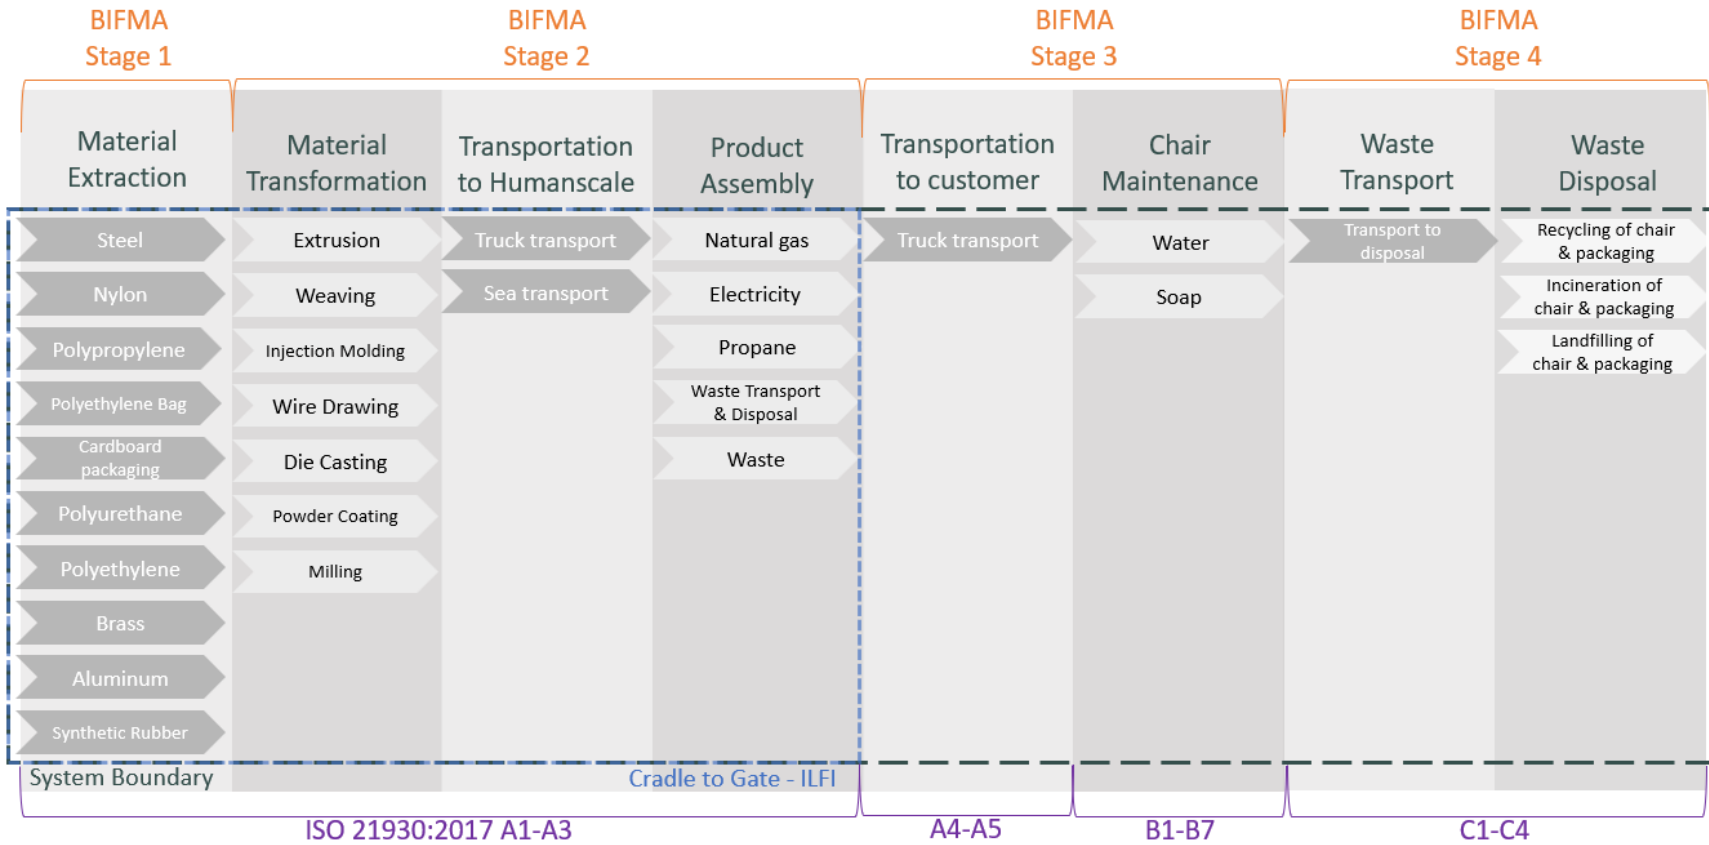 BIFMA
Stage 1
BIFMA
Stage 2
BIFMA
Stage 3
BIFMA
Stage 4
Material
Extraction
Material
Transformation
Transportation
to Humanscale
Product
Assembly
Transportation
to customer
Chair
Maintenance
Waste
Transport
Waste
Disposal
Steel
Nylon
Polypropylene
Polyethylene Bag
Cardboard
packaging
Polyurethane
Polyethylene
Brass
Aluminum
Synthetic Rubber
Extrusion
Weaving
Injection Molding
Wire Drawing
Die Casting
Powder Coating
Milling
Truck transport
Sea transport
Natural gas
Electricity
Propane
Waste Transport
& Disposal
Waste
Truck transport
Water
Soap
Transport to
disposal
Recycling of chair
& packaging
Incineration of
chair & packaging
Landfilling of
chair & packaging
System Boundary
Cradle to Gate - ILFI
ISO 21930:2017 A1-A3
A4-A5
B1-B7
C1-C4